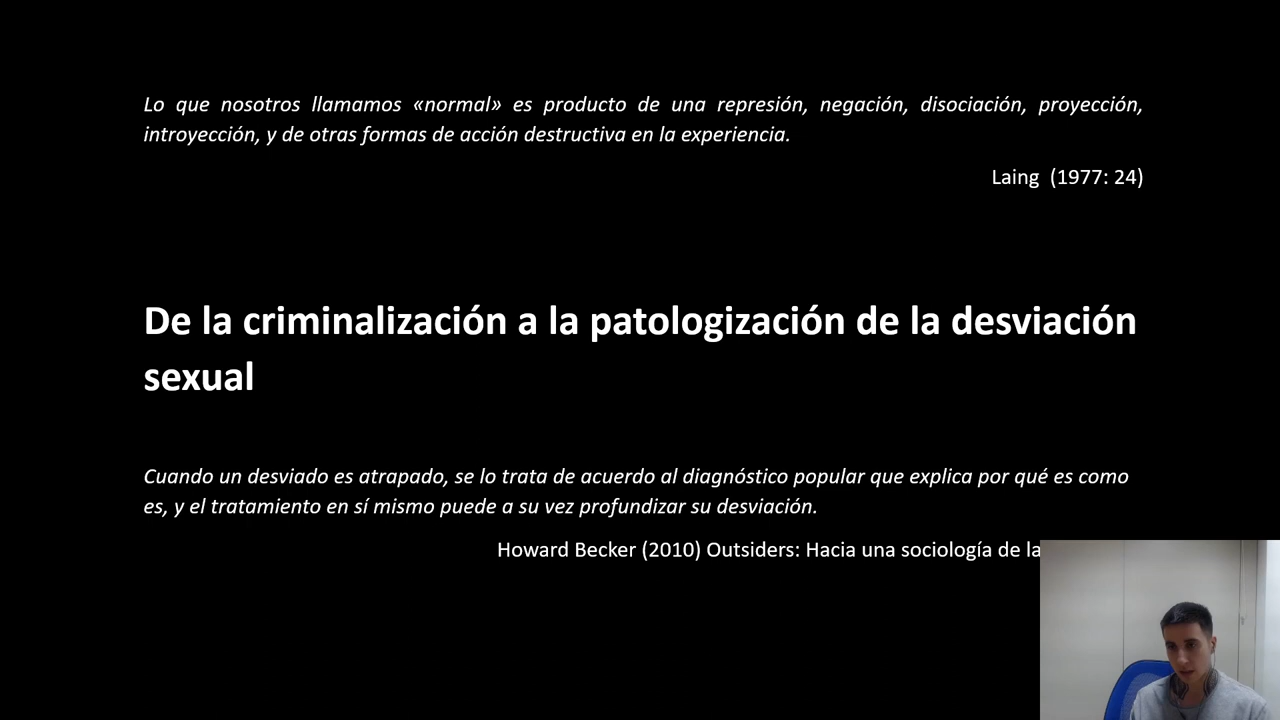 Lo que nosotros llamamos «normal» es producto de una represión, negación, disociación, proyección,
introyección, y de otras formas de acción destructiva en la experiencia.
Laing (1977: 24)
De la criminalización a la patologización de la desviación
sexual
Cuando un desviado es atrapado, se lo trata de acuerdo al diagnóstico popular que explica por qué es como
es, y el tratamiento en sí mismo puede a su vez profundizar su desviación.
Howard Becker (2010) Outsiders: Hacia una sociología de la